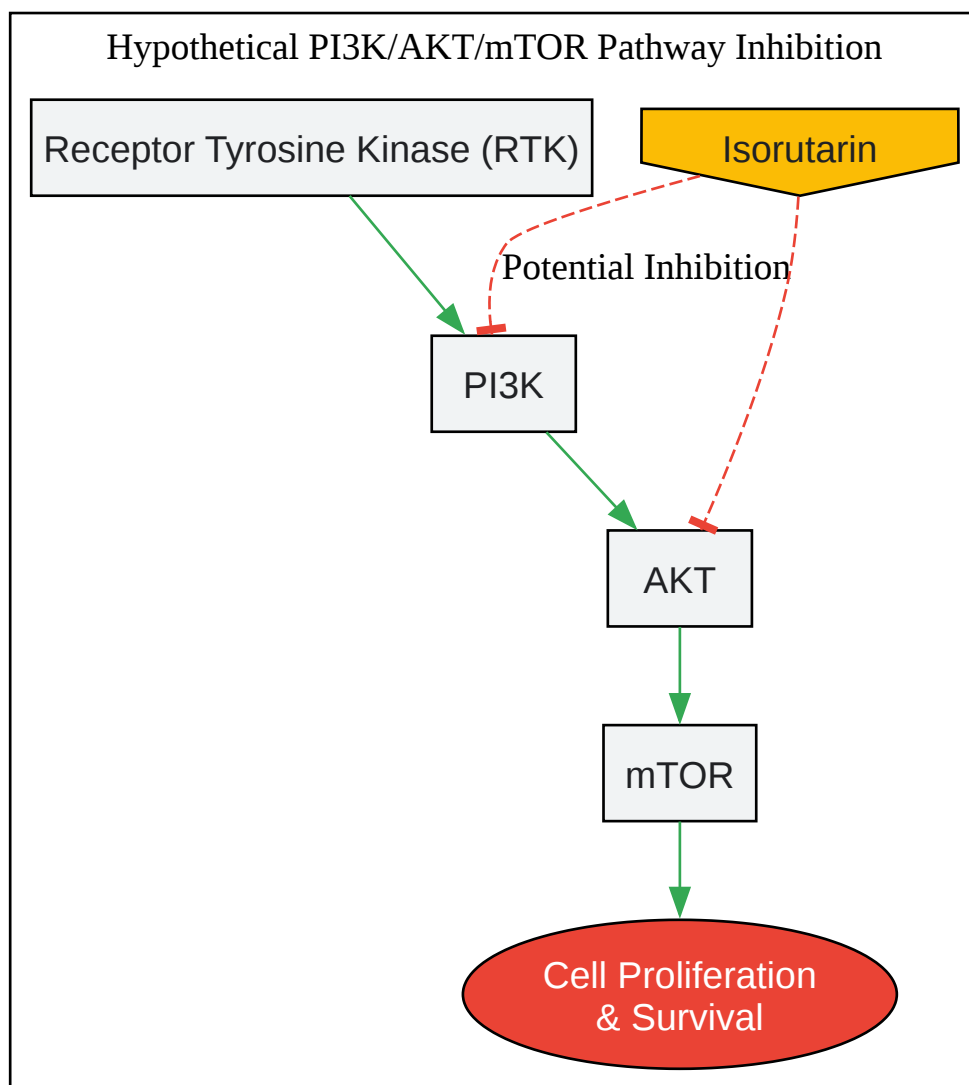 Hypothetical PI3K/AKT/mTOR Pathway Inhibition
Receptor Tyrosine Kinase (RTK)
Isorutarin
Potential Inhibition
PI3K
AKT
mTOR
Cell Proliferation
& Survival